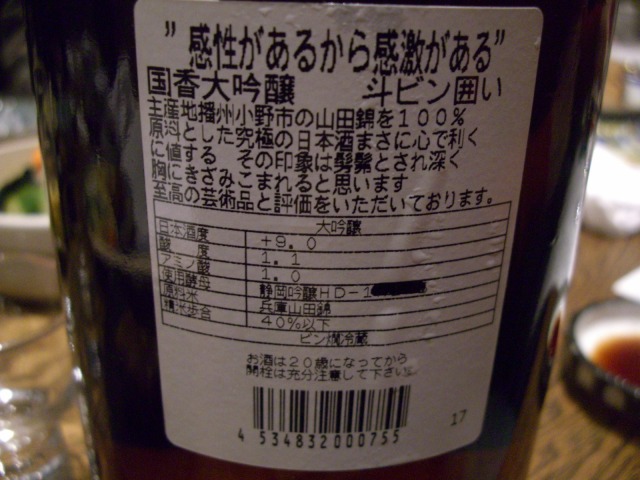 ”感性があるから感激がある”
国香大吟醸 斗ビン囲い
主産地播州小野市の山田錦を１００％
原料とした究極の日本酒まさに心で利く
に値する その印象は髣髴とされ深く
胸にきざみこまれると思います
至高の芸術品と評価をいただいております。
大吟醸
日本酒度 +9.0
酸度 1.1
アミノ酸 1.0
使用酵母 静岡吟醸HD-1
原料米 兵庫山田錦
精米歩合 40%以下
ビン燗冷蔵
お酒は２０歳になってから
開栓は充分注意して下さい。
4 534832 000755
17